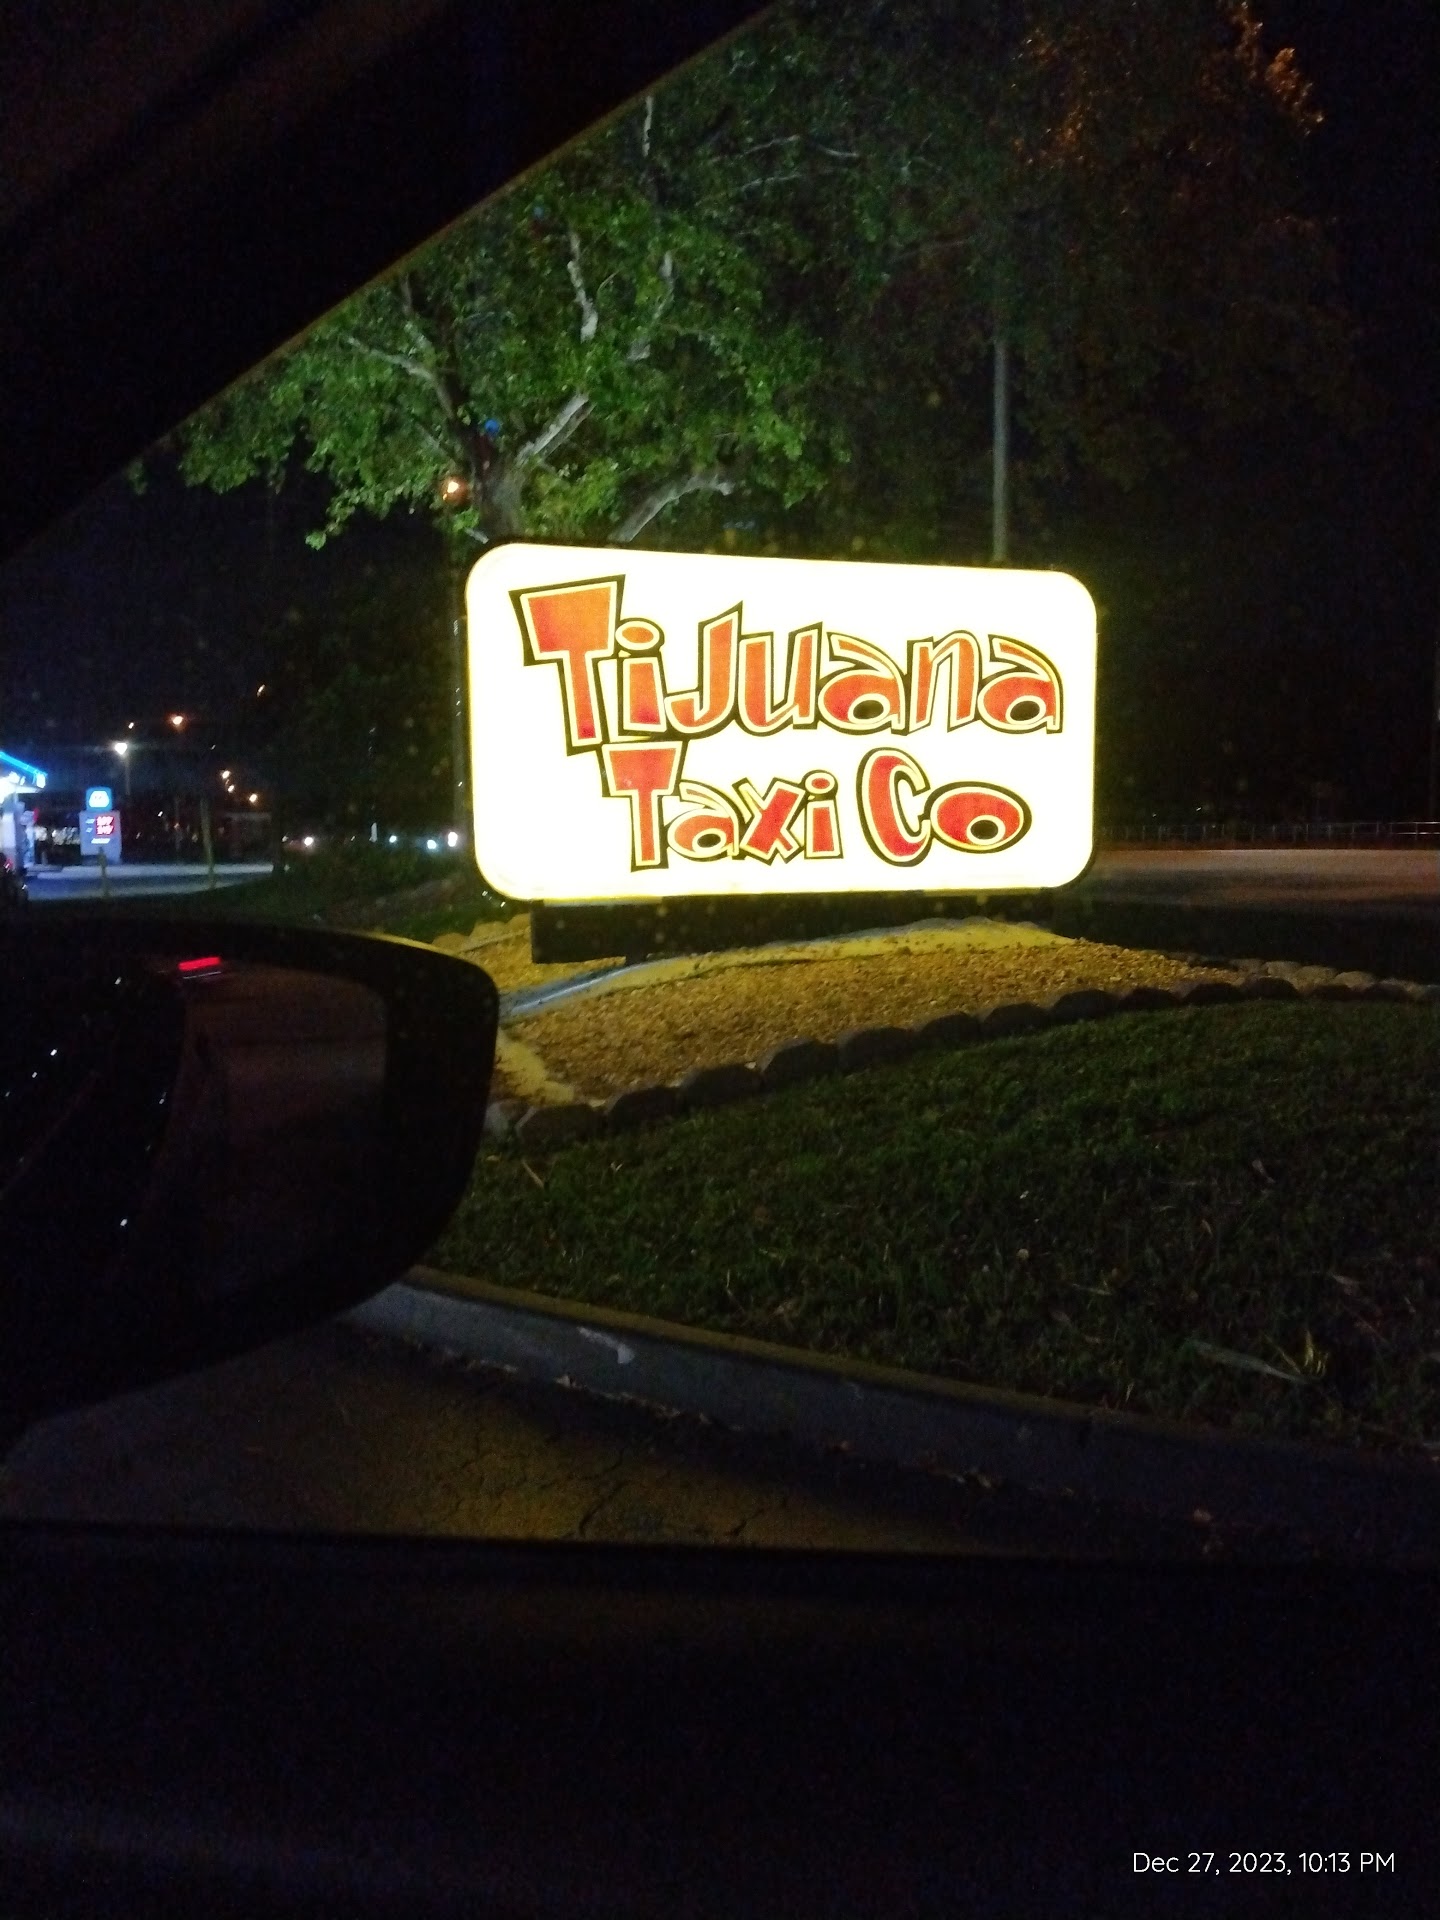 Tijuana
Taxi Co
Dec 27, 2023, 10:13 PM